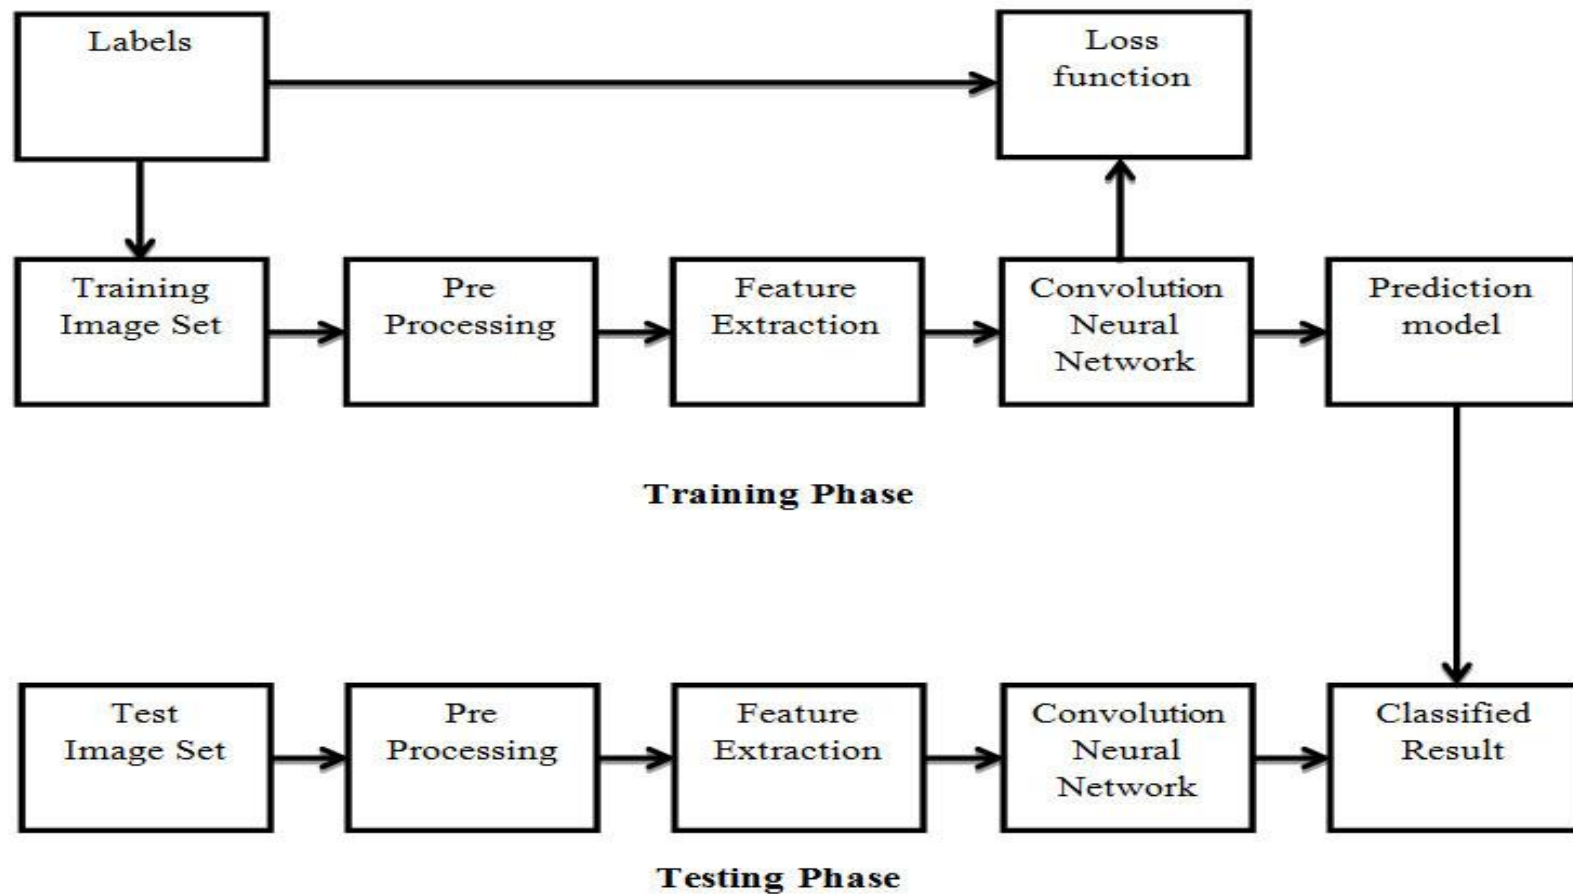 Labels
Loss
function
Training
Image Set
Pre
Processing
Feature
Extraction
Convolution
Neural
Network
Prediction
model
Training Phase
Test
Image Set
Pre
Processing
Feature
Extraction
Convolution
Neural
Network
Classified
Result
Testing Phase